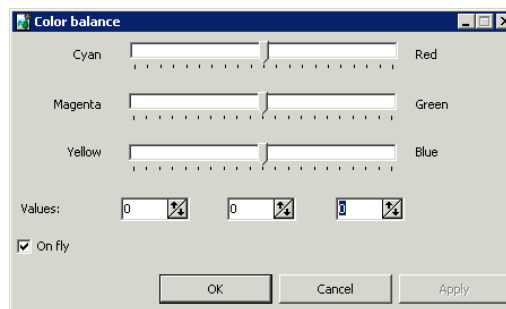 Color balance
Cyan Red
Magenta Green
Yellow Blue
Values: 0 0 0
On fly
OK Cancel Apply